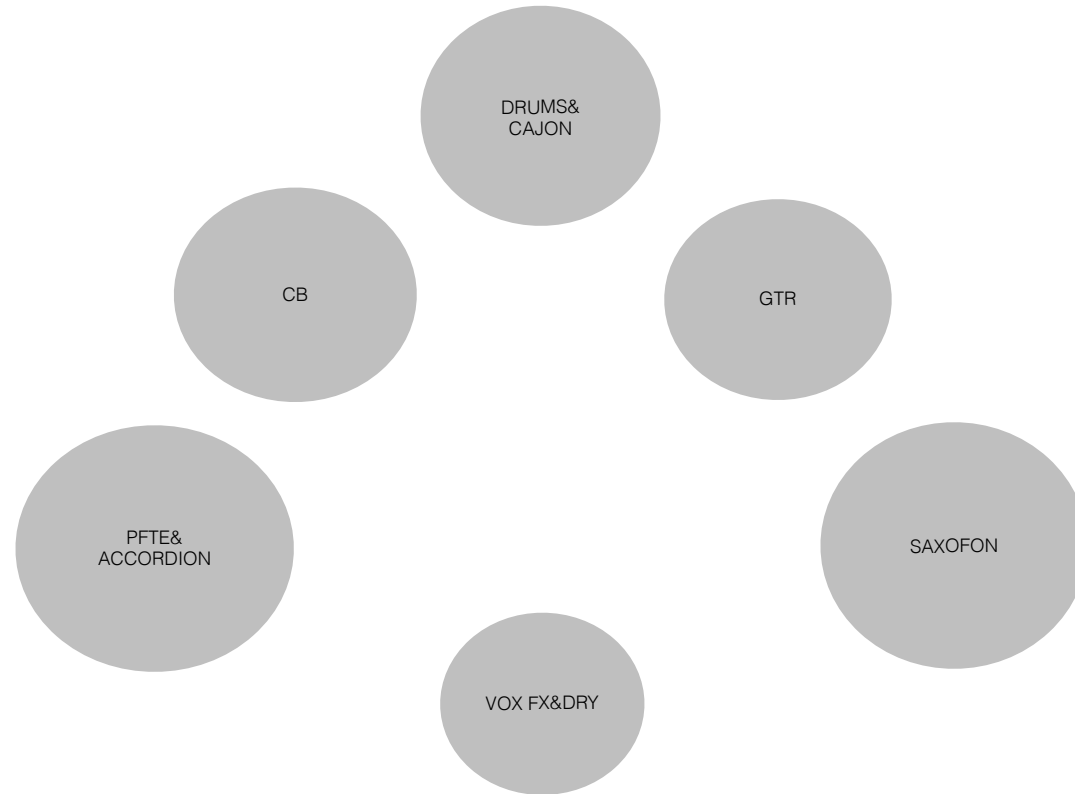 DRUMS&
CAJON
CB
GTR
PFTE&
ACCORDION
SAXOFON
VOX FX&DRY